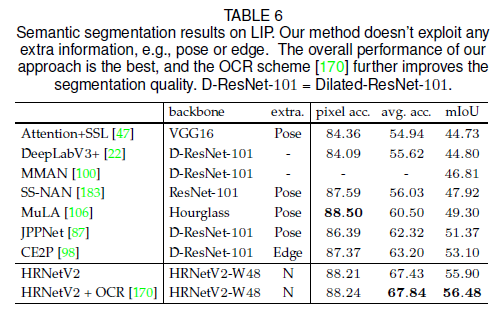 TABLE 6
Semantic segmentation results on LIP. Our method doesn't exploit any
extra information, e.g., pose or edge. The overall performance of our
approach is the best, and the OCR scheme [170] further improves the
segmentation quality. D-ResNet-101 = Dilated-ResNet-101.
backbone extra. pixel acc. avg. acc. mIoU
Attention+SSL [47] VGG16 Pose 84.36 54.94 44.73
DeepLabV3+ [22] D-ResNet-101 - 84.09 55.62 44.80
MMAN [100] D-ResNet-101 - - - 46.81
SS-NAN [183] ResNet-101 Pose 87.59 56.03 47.92
MuLA [106] Hourglass Pose 88.50 60.50 49.30
JPPNet [87] D-ResNet-101 Pose 86.39 62.32 51.37
CE2P [98] D-ResNet-101 Edge 87.37 63.20 53.10
HRNetV2 HRNetV2-W48 N 88.21 67.43 55.90
HRNetV2 + OCR [170] HRNetV2-W48 N 88.24 67.84 56.48